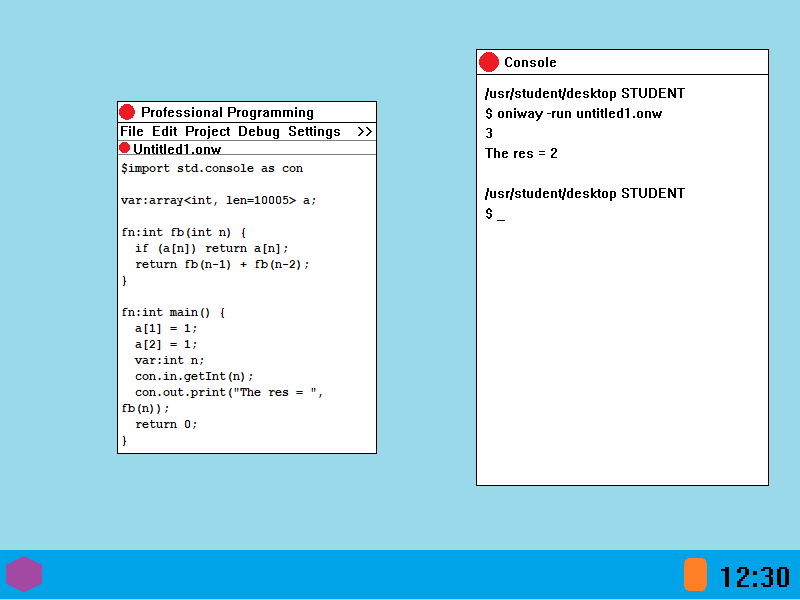 Professional Programming
File Edit Project Debug Settings >>
Untitled1.onw
$import std.console as con
var:array<int, len=10005> a;
fn:int fb(int n) {
if (a[n]) return a[n];
return fb(n-1) + fb(n-2);
}
fn:int main() {
a[1] = 1;
a[2] = 1;
var:int n;
con.in.getInt(n);
con.out.print("The res = ",
fb(n));
return 0;
}
Console
/usr/student/desktop STUDENT
$ oniway -run untitled1.onw
3
The res = 2
/usr/student/desktop STUDENT
$ _
12:30